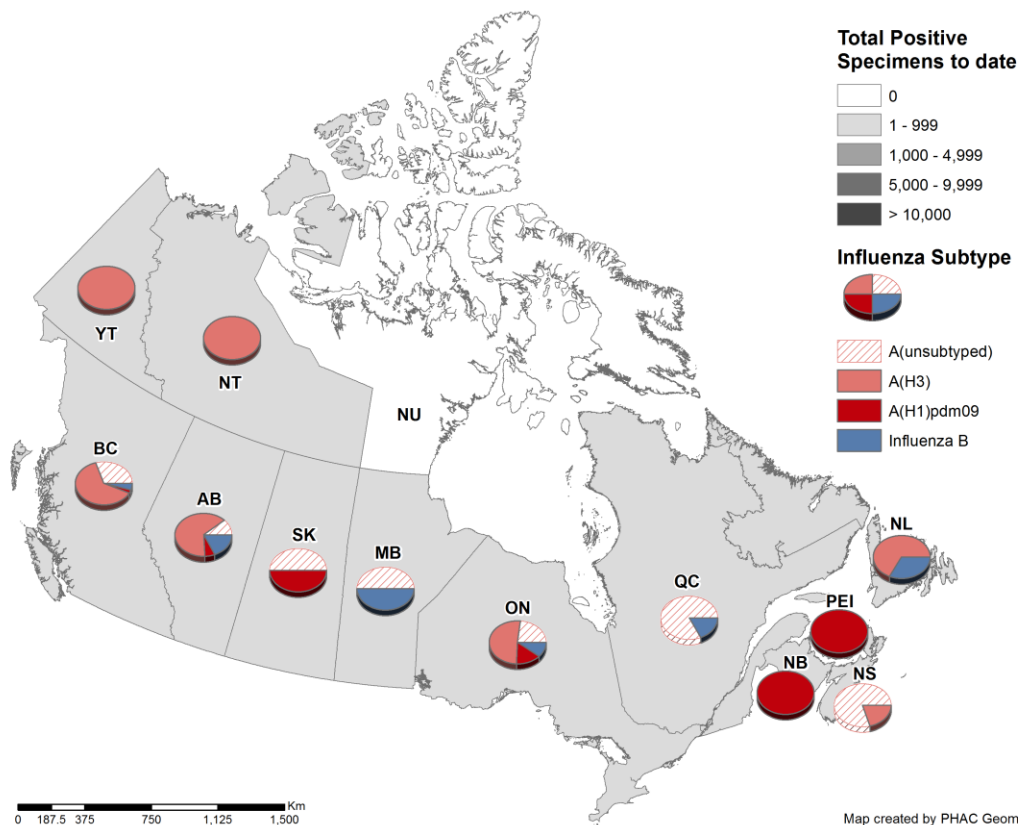 Total Positive
Specimens to date
0
1 - 999
1,000 - 4,999
5,000 - 9,999
> 10,000
Influenza Subtype
A(unsubtyped)
A(H3)
A(H1)pdm09
Influenza B
YT
NT
NU
BC
AB
SK
MB
ON
QC
NL
PEI
NB
NS
Km
0 187.5 375 750 1,125 1,500
Map created by PHAC Geom